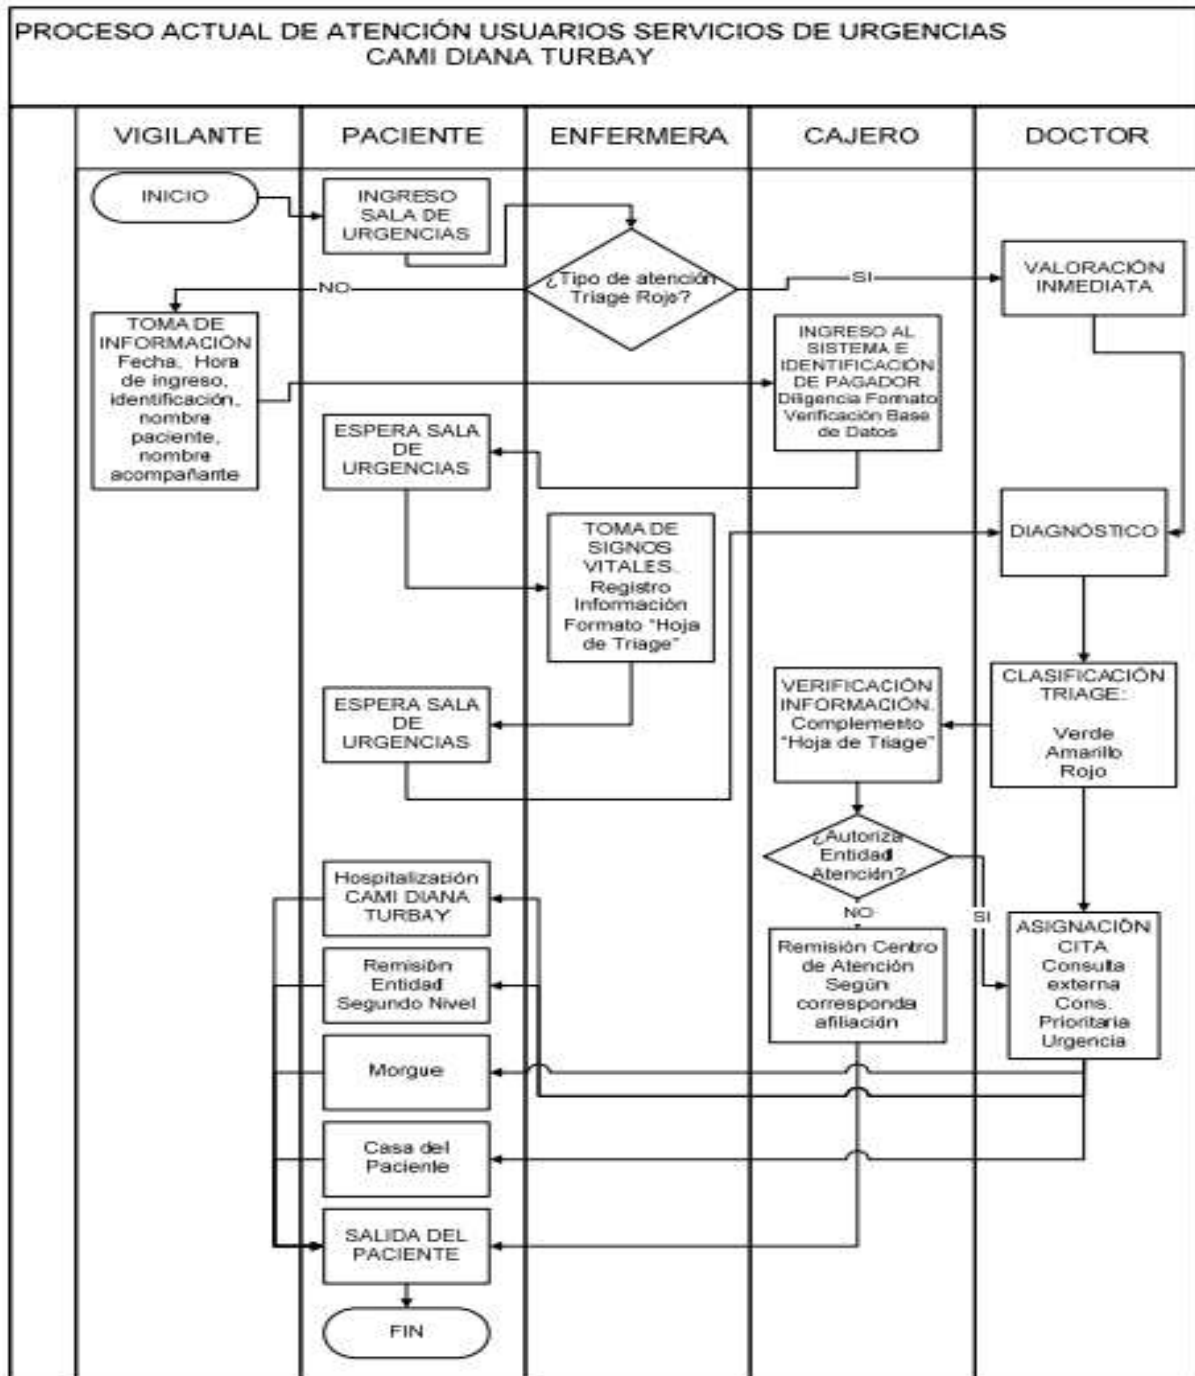 PROCESO ACTUAL DE ATENCIÓN USUARIOS SERVICIOS DE URGENCIAS
CAMI DIANA TURBAY
VIGILANTE
PACIENTE
ENFERMERA
CAJERO
DOCTOR
INICIO
INGRESO
SALA DE
URGENCIAS
¿Tipo de atención
Triage Rojo?
NO
SI
VALORACIÓN
INMEDIATA
TOMA DE
INFORMACIÓN
Fecha, Hora
de ingreso,
identificación,
nombre
paciente,
nombre
acompañante
INGRESO AL
SISTEMA E
IDENTIFICACIÓN
DE PAGADOR
Diligencia Formato
Verificación Base
de Datos
ESPERA SALA
DE
URGENCIAS
TOMA DE
SIGNOS
VITALES.
Registro
Información
Formato "Hoja
de Triage"
DIAGNÓSTICO
ESPERA SALA
DE
URGENCIAS
VERIFICACIÓN
INFORMACIÓN.
Complemento
"Hoja de Triage"
CLASIFICACIÓN
TRIAGE:
Verde
Amarillo
Rojo
¿Autoriza
Entidad
Atención?
NO
SI
Hospitalización
CAMI DIANA
TURBAY
Remisión
Entidad
Segundo Nivel
Remisión Centro
de Atención
Según
corresponda
afiliación
ASIGNACIÓN
CITA
Consulta
externa
Cons.
Prioritaria
Urgencia
Morgue
Casa del
Paciente
SALIDA DEL
PACIENTE
FIN